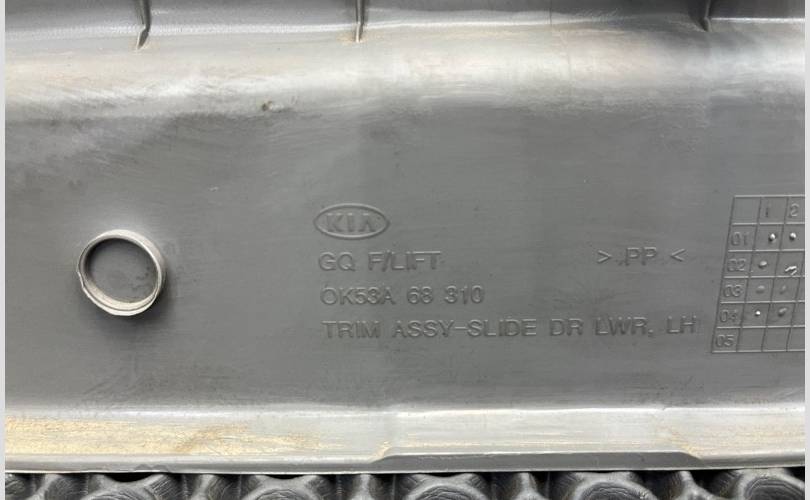 KIA
GQ F/LIFT
>.PP <
OK53A 68 310
TRIM ASSY-SLIDE DR LWR, LH
1 2
01
02
03
04
05